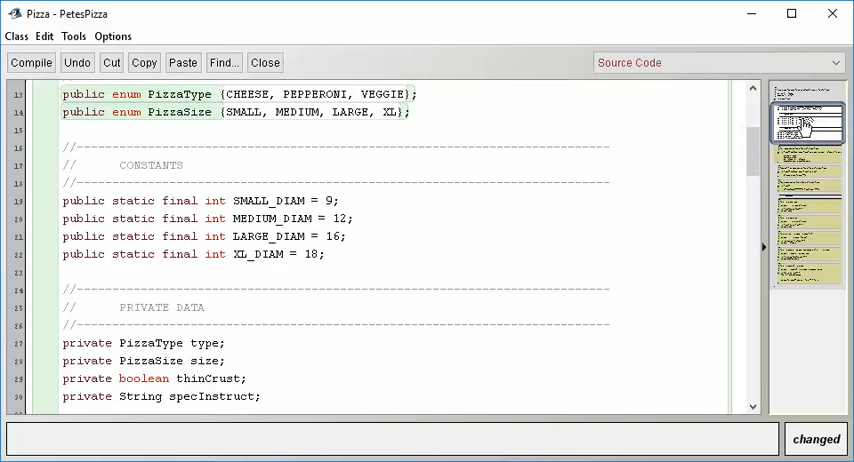 Pizza - PetesPizza
Class Edit Tools Options
Compile Undo Cut Copy Paste Find... Close Source Code
13 public enum PizzaType {CHEESE, PEPPERONI, VEGGIE};
14 public enum PizzaSize {SMALL, MEDIUM, LARGE, XL};
15
16 //---------------------------------------------------------------------------
17 // CONSTANTS
18 //---------------------------------------------------------------------------
19 public static final int SMALL_DIAM = 9;
20 public static final int MEDIUM_DIAM = 12;
21 public static final int LARGE_DIAM = 16;
22 public static final int XL_DIAM = 18;
23
24 //---------------------------------------------------------------------------
25 // PRIVATE DATA
26 //---------------------------------------------------------------------------
27 private PizzaType type;
28 private PizzaSize size;
29 private boolean thinCrust;
30 private String specInstruct;
changed